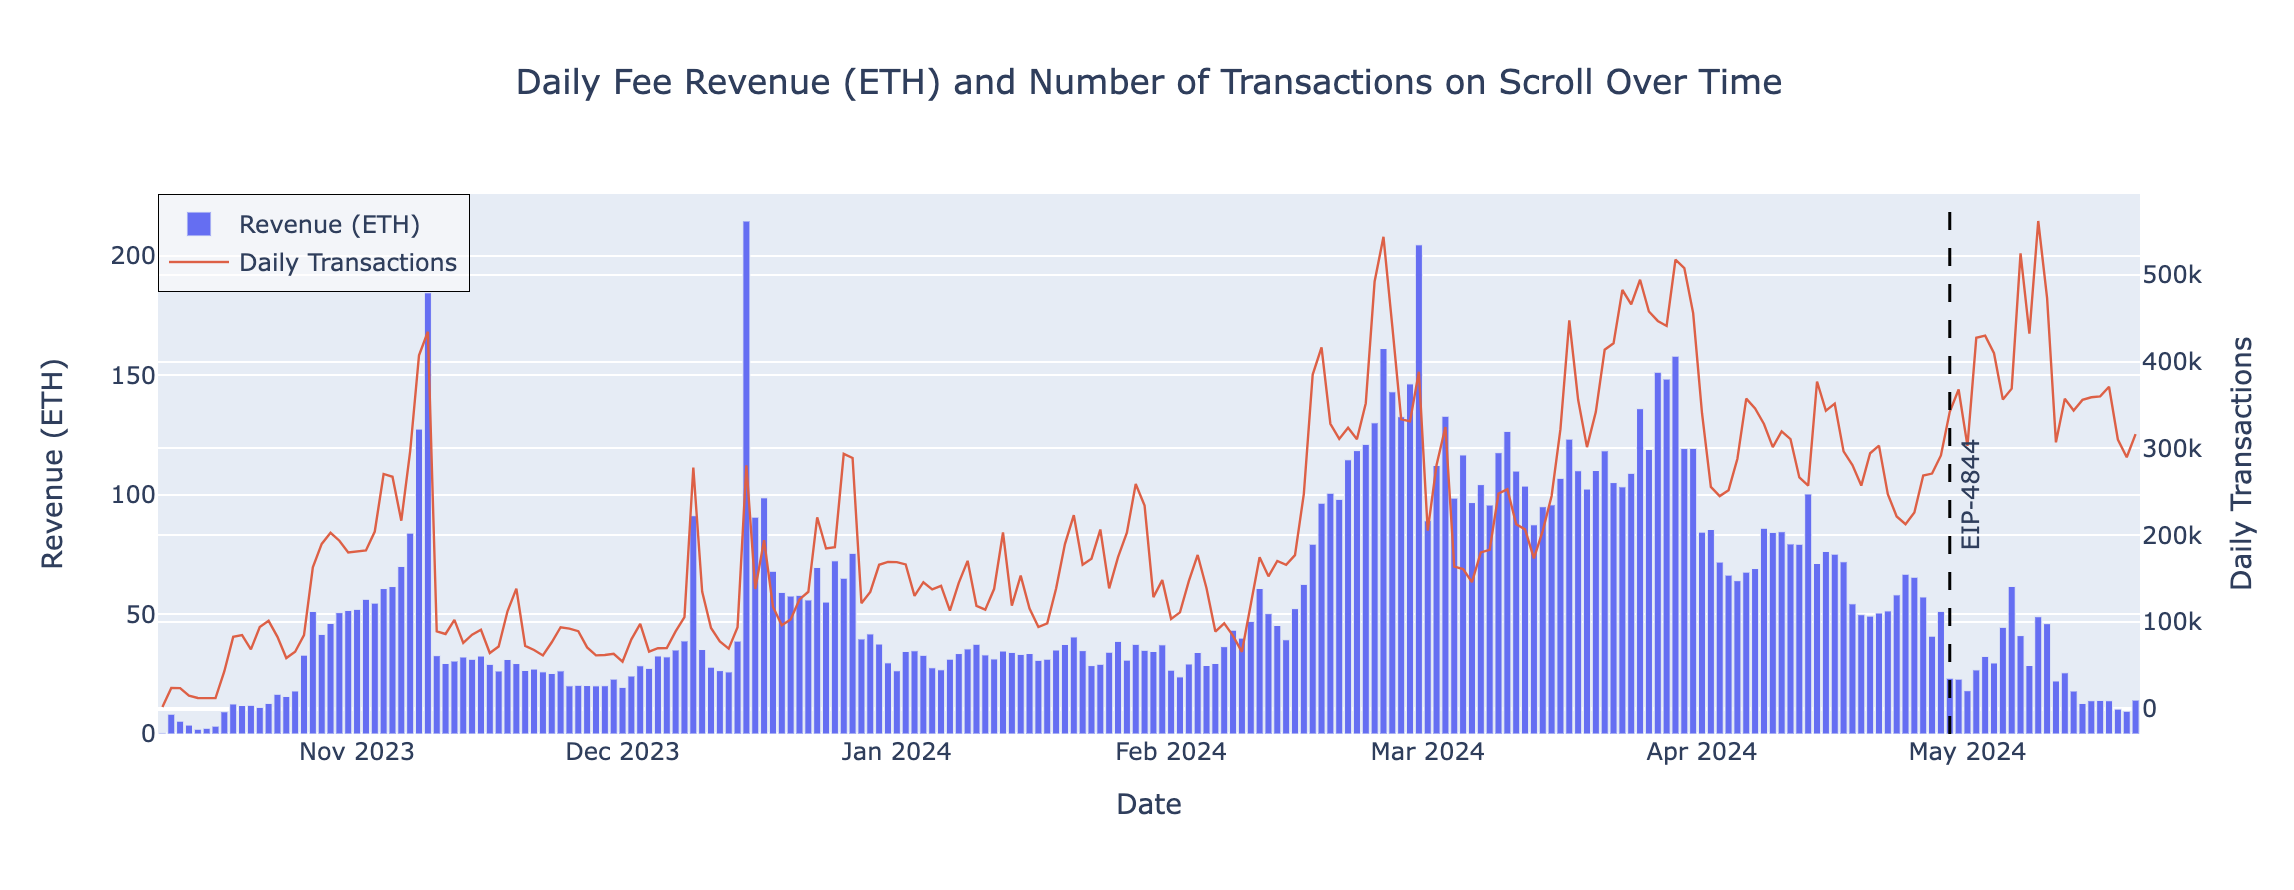 Daily Fee Revenue (ETH) and Number of Transactions on Scroll Over Time
Revenue (ETH)
Daily Transactions
200
150
100
50
0
Revenue (ETH)
500k
400k
300k
200k
100k
0
Daily Transactions
EIP-4844
Nov 2023
Dec 2023
Jan 2024
Feb 2024
Mar 2024
Apr 2024
May 2024
Date